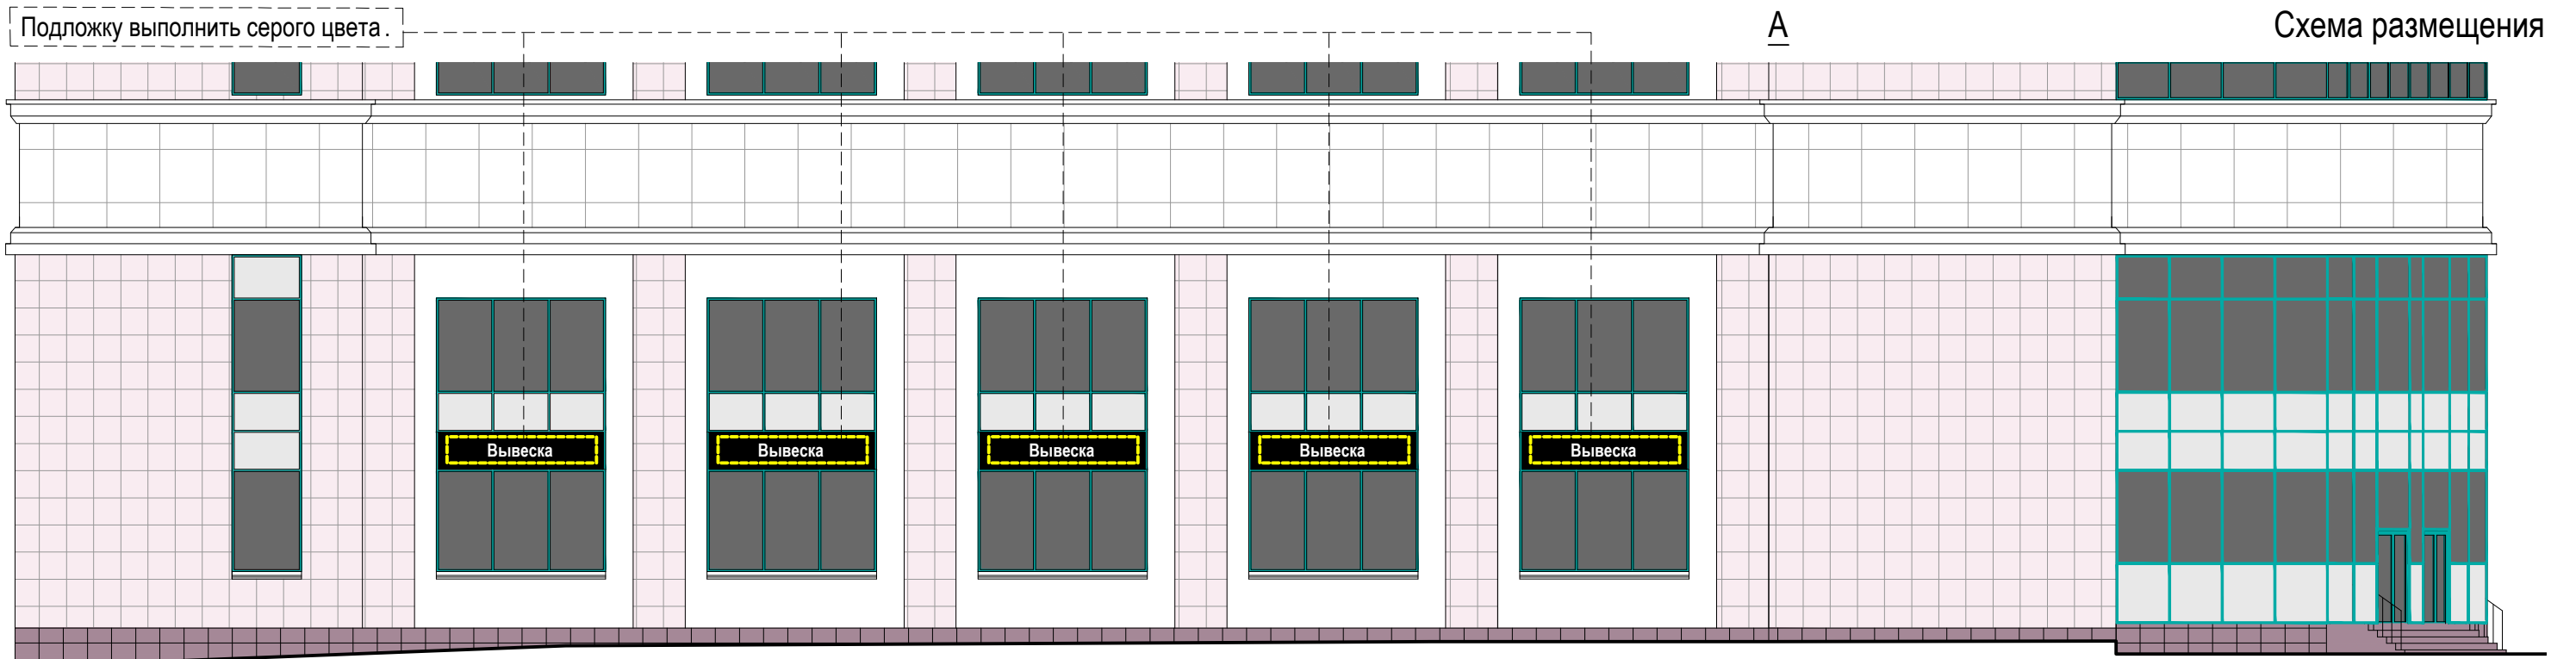 Подложку выполнить серого цвета.
А
Схема размещения
Вывеска
Вывеска
Вывеска
Вывеска
Вывеска